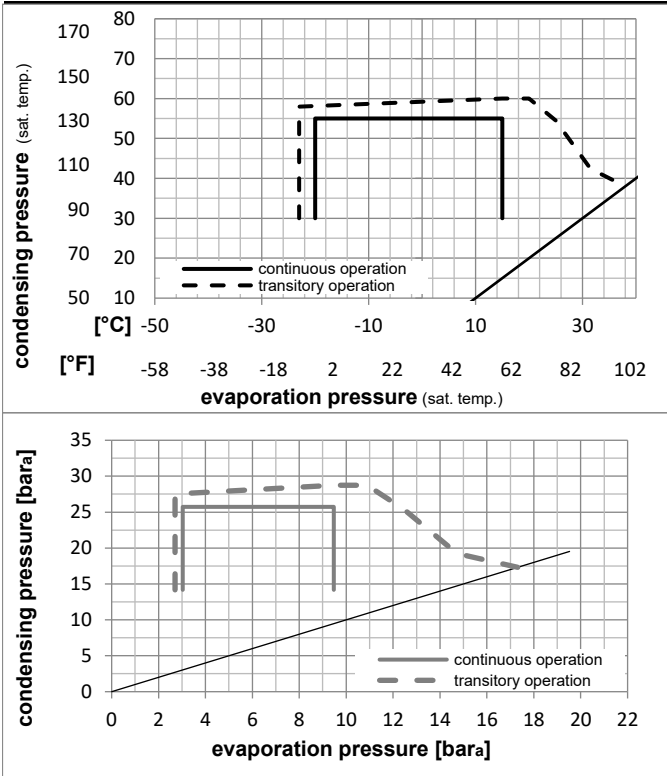 condensing pressure (sat. temp.)
170 80
150 70
60
130 50
110 40
90 30
70 20
50 10
continuous operation
transitory operation
[°C] -50 -30 -10 10 30
[°F] -58 -38 -18 2 22 42 62 82 102
evaporation pressure (sat. temp.)
condensing pressure [bara]
35
30
25
20
15
10
5
0
continuous operation
transitory operation
0 2 4 6 8 10 12 14 16 18 20 22
evaporation pressure [bara]